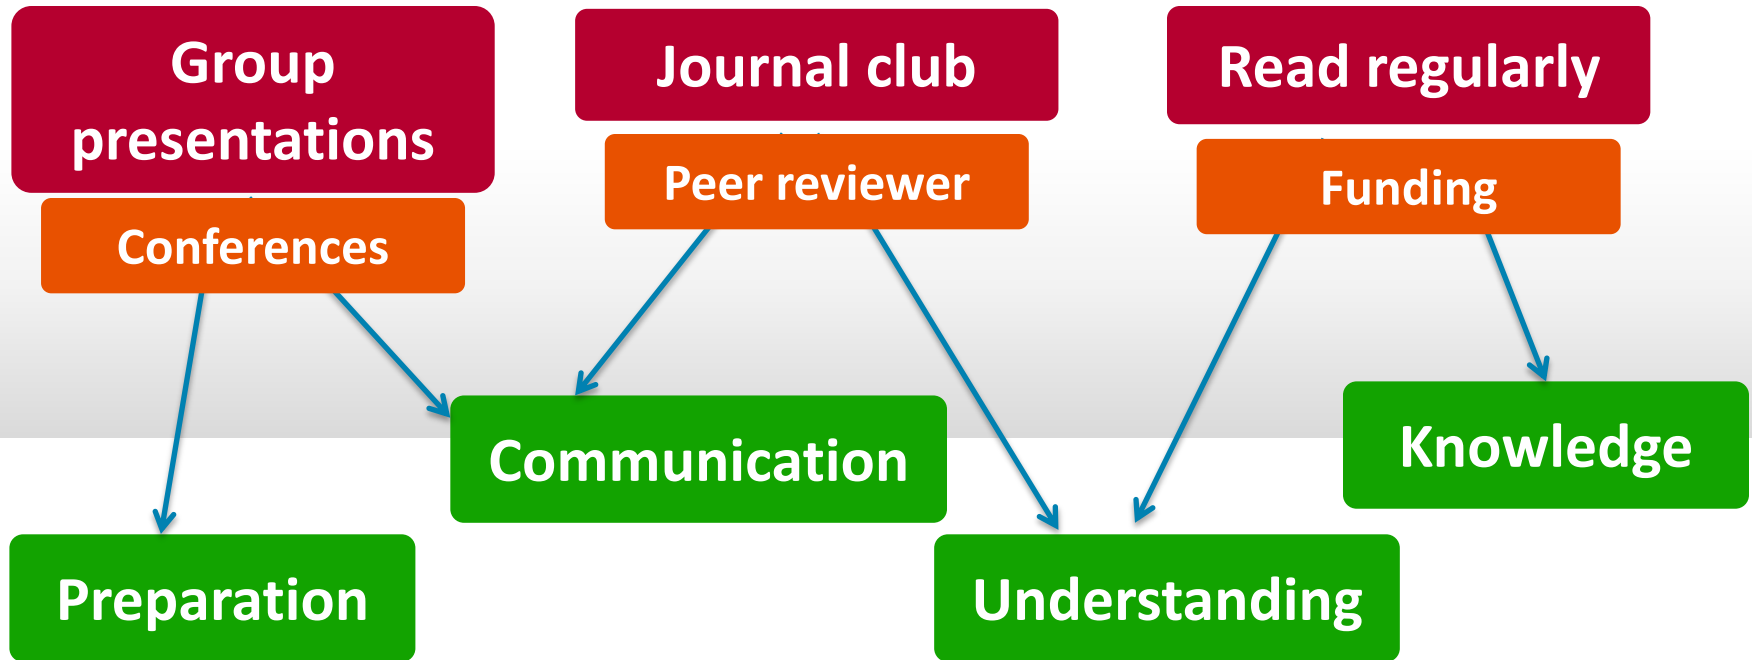 Group
presentations
Conferences
Journal club
Peer reviewer
Read regularly
Funding
Communication
Knowledge
Preparation
Understanding